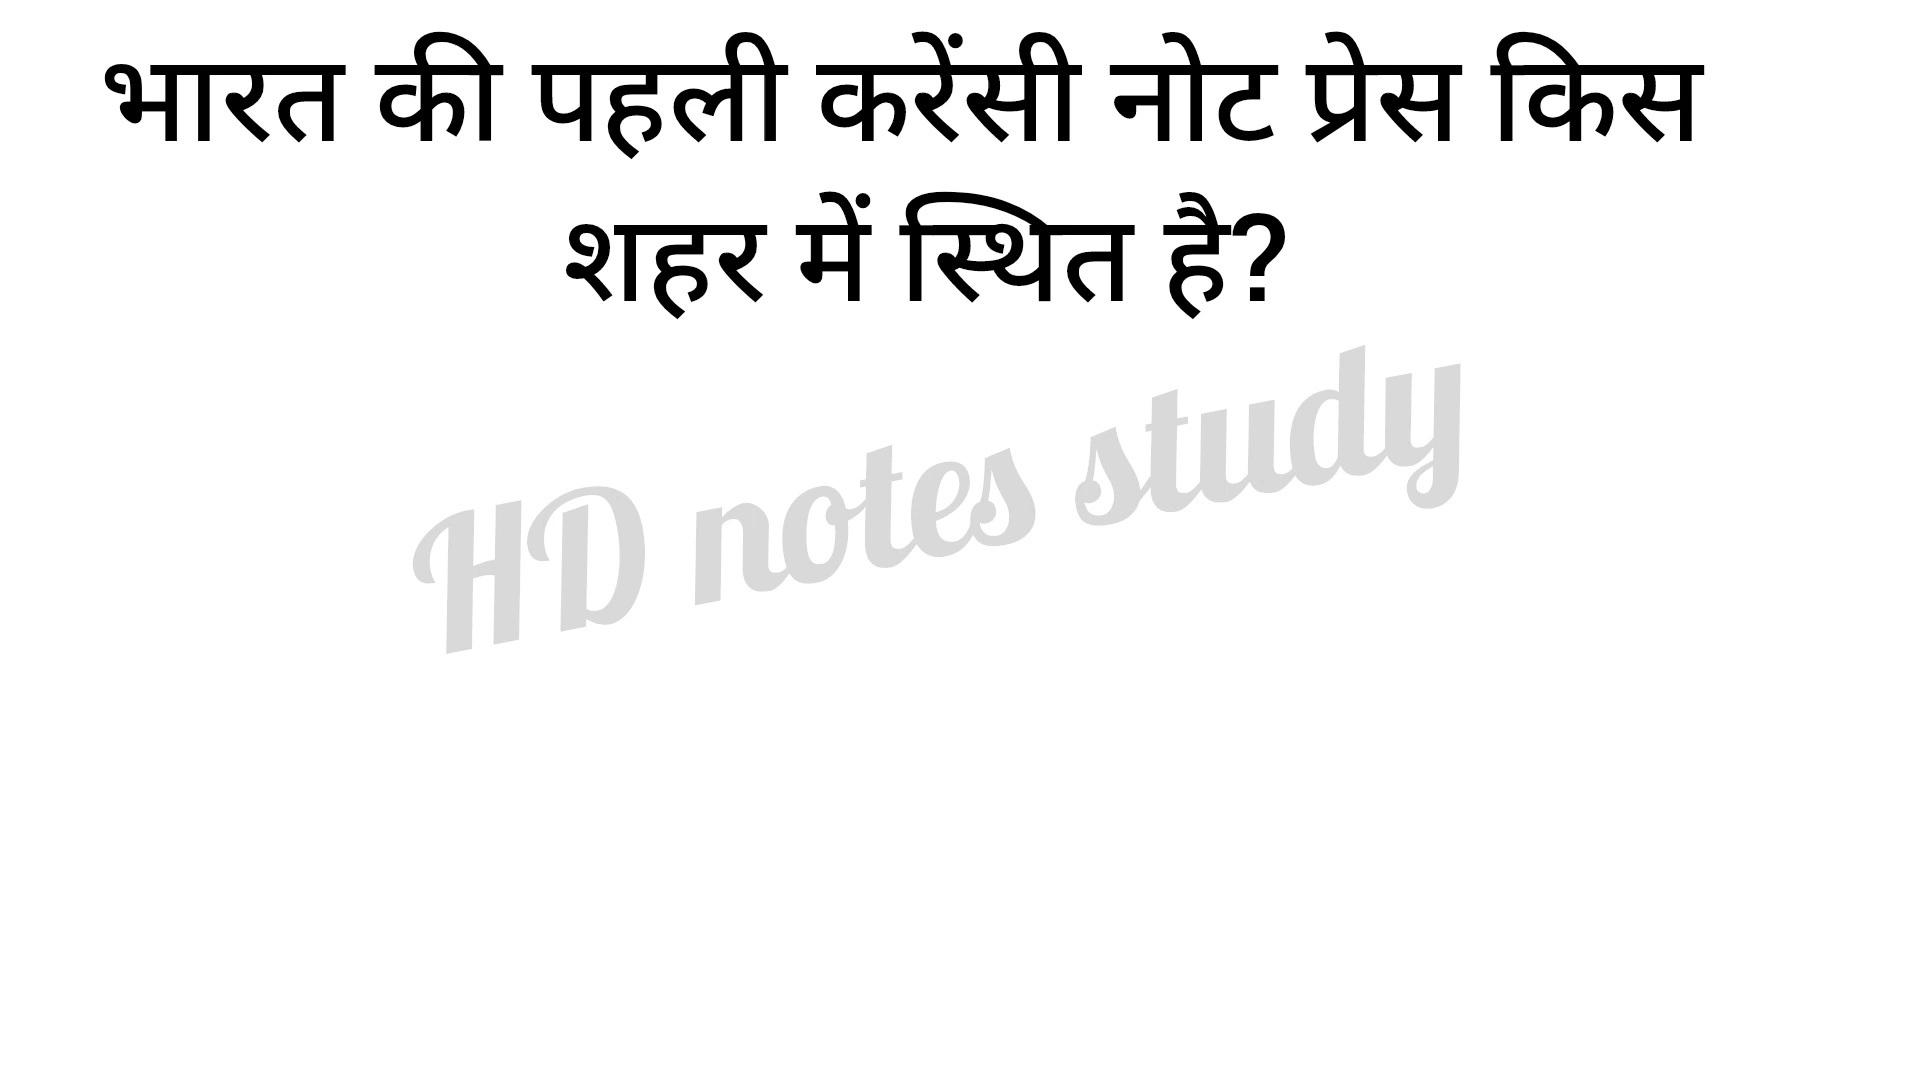 भारत की पहली करेंसी नोट प्रेस किस
शहर में स्थित है?
HD notes study